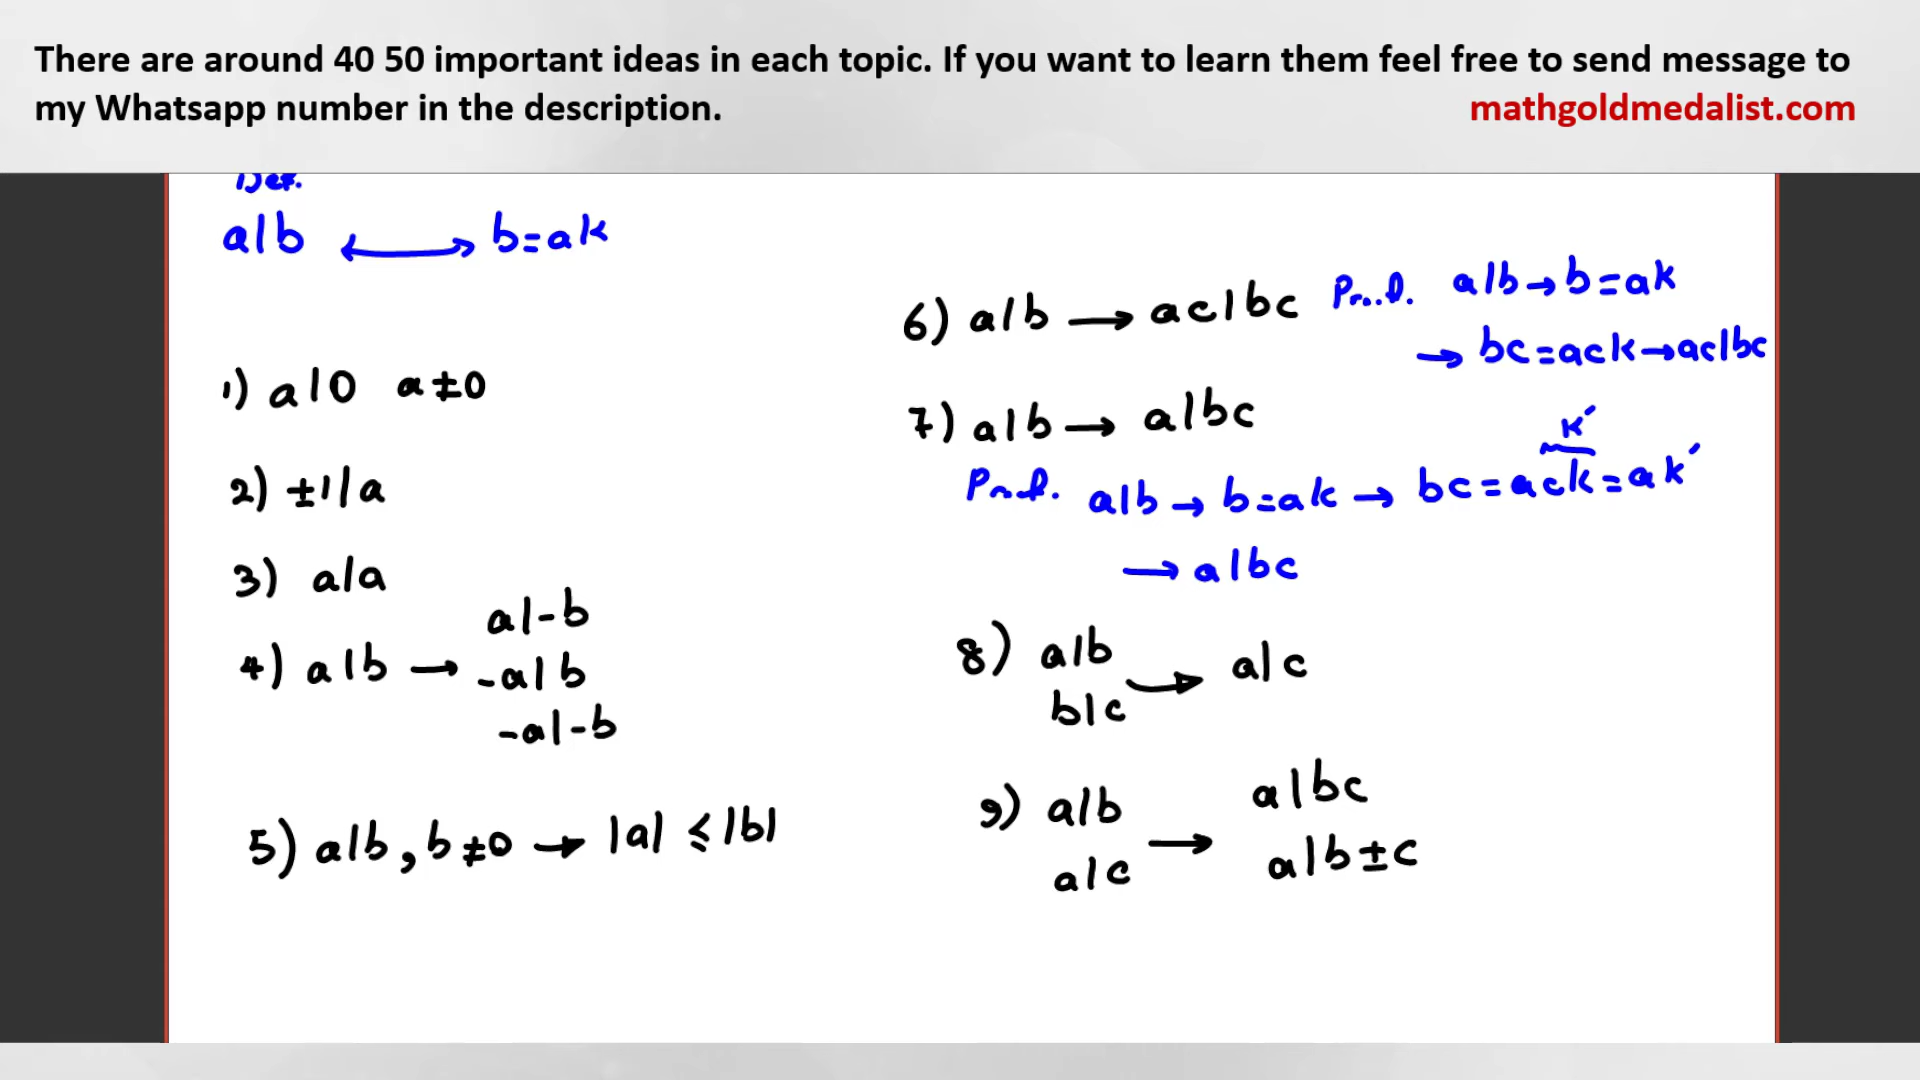 There are around 40 50 important ideas in each topic. If you want to learn them feel free to send message to
my Whatsapp number in the description. mathgoldmedalist.com
Def.
a|b ⟷ b=ak
1) a|0 a≠0
2) ±1|a
3) a|a
4) a|b → a|-b
-a|b
-a|-b
5) a|b, b≠0 → |a| ≤ |b|
6) a|b → ac|bc Proof. a|b → b=ak
→ bc=ack → ac|bc
7) a|b → a|bc
k′
Proof. a|b → b=ak → bc=ack=ak′
→ a|bc
8) a|b
b|c → a|c
9) a|b
a|c → a|bc
a|b±c